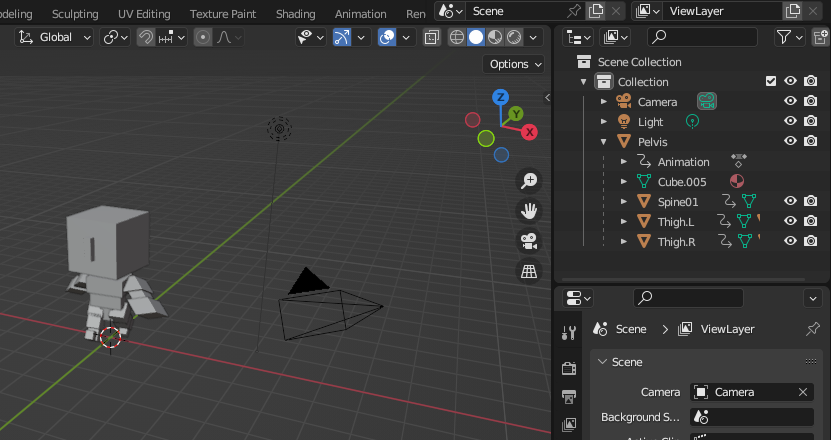 odeling Sculpting UV Editing Texture Paint Shading Animation Ren Scene ViewLayer
Global
Options
Z
Y
X
Scene Collection
Collection
Camera
Light
Pelvis
Animation
Cube.005
Spine01
Thigh.L
Thigh.R
Scene > ViewLayer
Scene
Camera Camera
Background S...